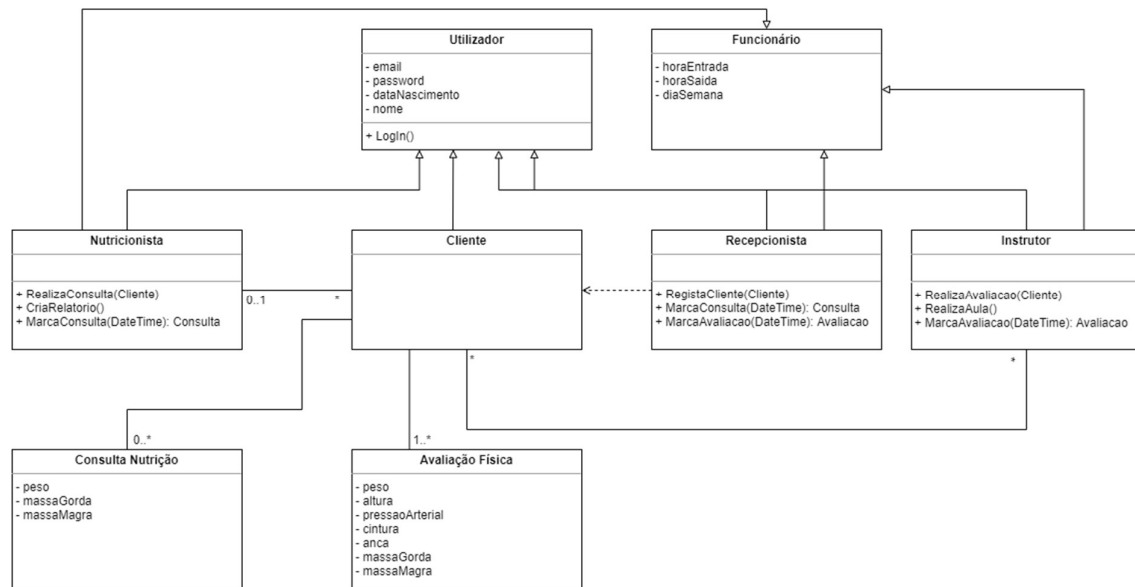 Utilizador
- email
- password
- dataNascimento
- nome
+ LogIn()
Funcionário
- horaEntrada
- horaSaida
- diaSemana
Nutricionista
+ RealizaConsulta(Cliente)
+ CriaRelatorio()
+ MarcaConsulta(DateTime): Consulta
0..1
*
Cliente
Recepcionista
+ RegistaCliente(Cliente)
+ MarcaConsulta(DateTime): Consulta
+ MarcaAvaliacao(DateTime): Avaliacao
Instrutor
+ RealizaAvaliacao(Cliente)
+ RealizaAula()
+ MarcaAvaliacao(DateTime): Avaliacao
*
*
0..*
1..*
Consulta Nutrição
- peso
- massaGorda
- massaMagra
Avaliação Física
- peso
- altura
- pressaoArterial
- cintura
- anca
- massaGorda
- massaMagra